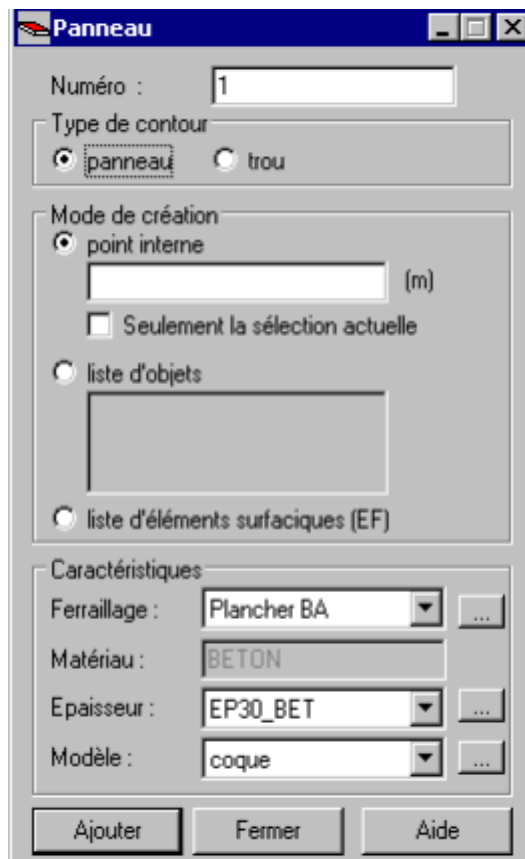 Panneau
Numéro : 1
Type de contour
panneau trou
Mode de création
point interne
(m)
Seulement la sélection actuelle
liste d'objets
liste d'éléments surfaciques (EF)
Caractéristiques
Ferraillage : Plancher BA ...
Matériau : BETON
Epaisseur : EP30_BET ...
Modèle : coque ...
Ajouter Fermer Aide